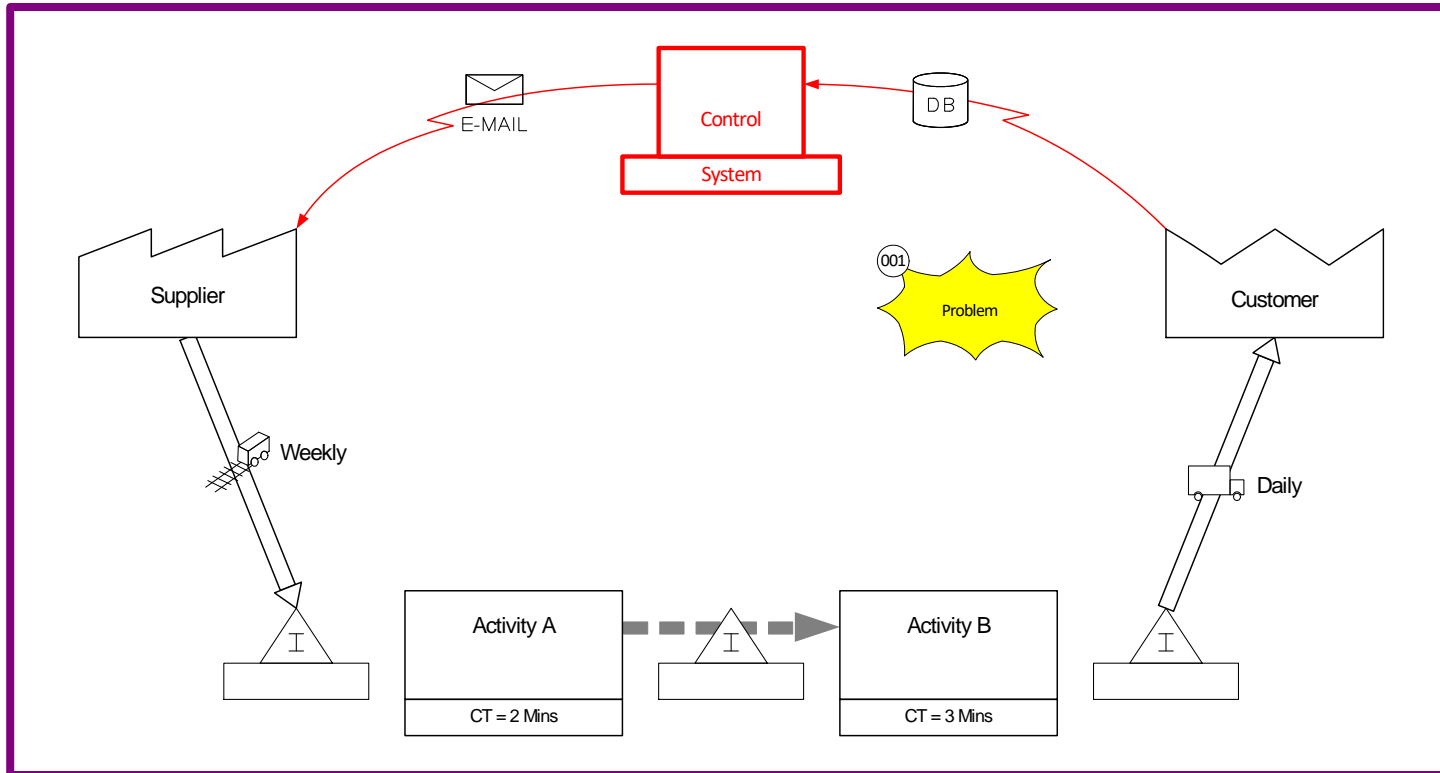 Control
System
E-MAIL
DB
001
Problem
Supplier
Customer
Weekly
Daily
I
Activity A
CT = 2 Mins
I
Activity B
CT = 3 Mins
I